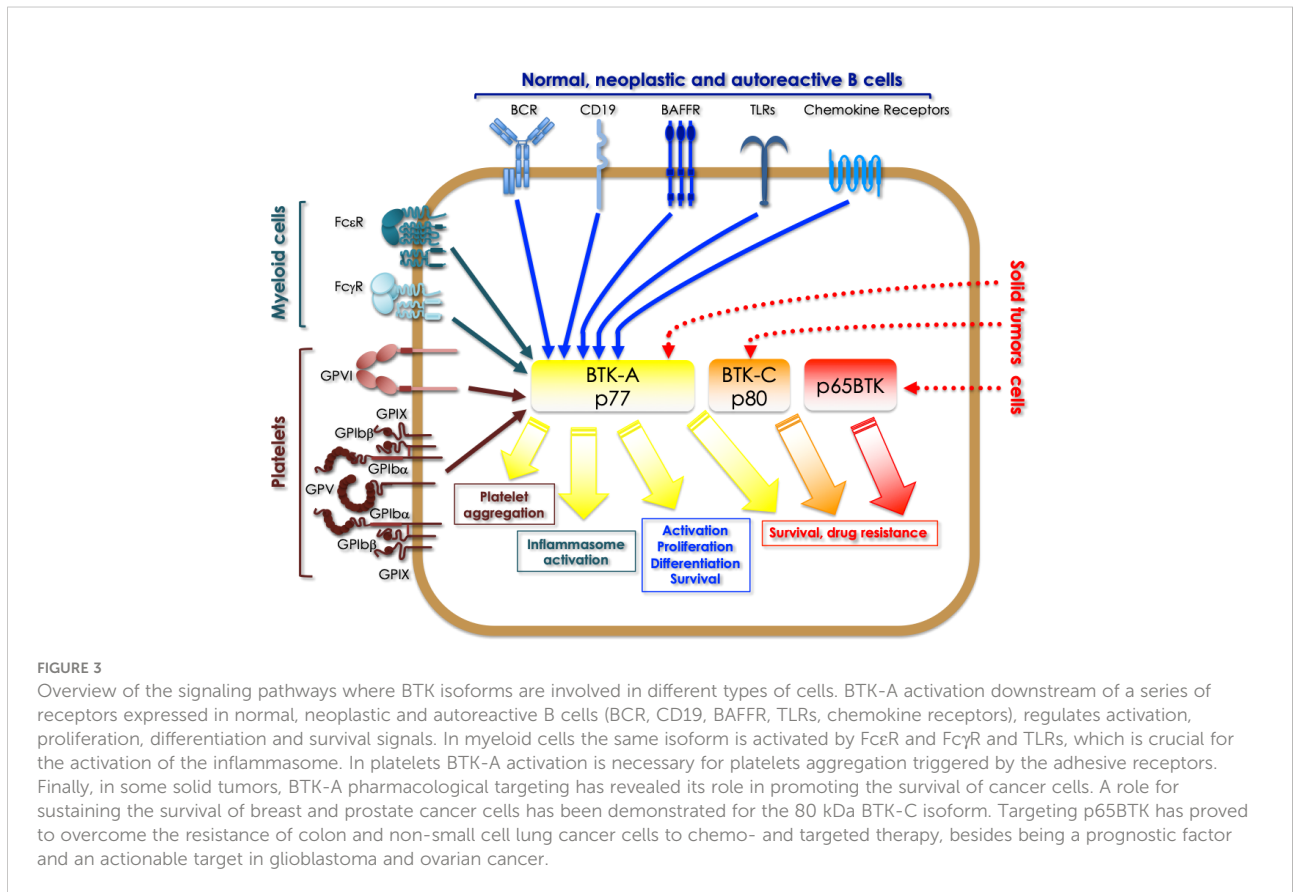 Normal, neoplastic and autoreactive B cells
BCR
CD19
BAFFR
TLRs
Chemokine Receptors
Myeloid cells
FcεR
FcγR
Platelets
GPVI
GPIX
GPIbβ
GPIbα
GPV
GPIbα
GPIbβ
GPIX
Solid tumors cells
BTK-A
p77
BTK-C
p80
p65BTK
Platelet
aggregation
Inflammasome
activation
Activation
Proliferation
Differentiation
Survival
Survival, drug resistance
FIGURE 3
Overview of the signaling pathways where BTK isoforms are involved in different types of cells. BTK-A activation downstream of a series of
receptors expressed in normal, neoplastic and autoreactive B cells (BCR, CD19, BAFFR, TLRs, chemokine receptors), regulates activation,
proliferation, differentiation and survival signals. In myeloid cells the same isoform is activated by FcεR and FcγR and TLRs, which is crucial for
the activation of the inflammasome. In platelets BTK-A activation is necessary for platelets aggregation triggered by the adhesive receptors.
Finally, in some solid tumors, BTK-A pharmacological targeting has revealed its role in promoting the survival of cancer cells. A role for
sustaining the survival of breast and prostate cancer cells has been demonstrated for the 80 kDa BTK-C isoform. Targeting p65BTK has proved
to overcome the resistance of colon and non-small cell lung cancer cells to chemo- and targeted therapy, besides being a prognostic factor
and an actionable target in glioblastoma and ovarian cancer.